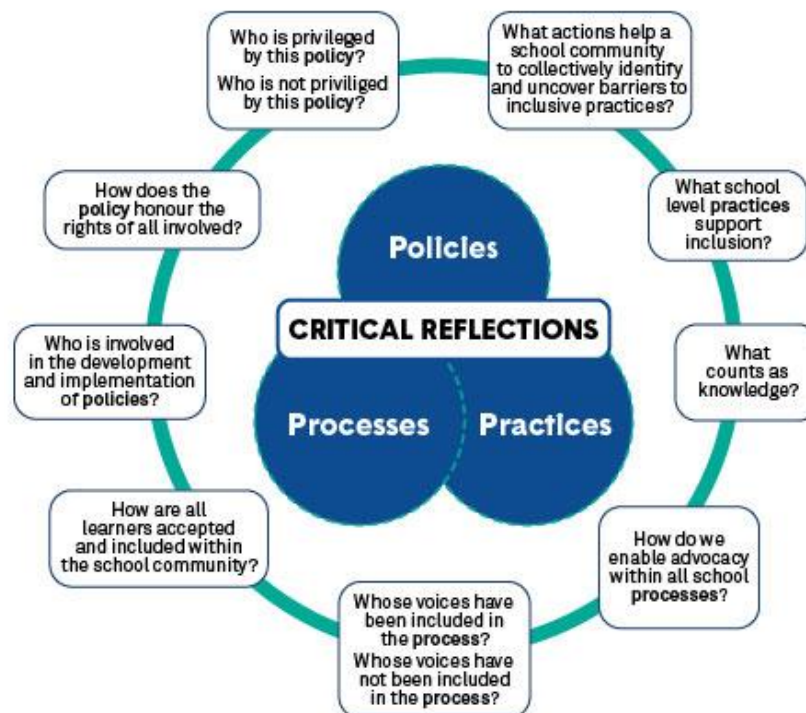 Who is privileged
by this policy?
Who is not priviliged
by this policy?
What actions help a
school community
to collectively identify
and uncover barriers to
inclusive practices?
How does the
policy honour the
rights of all involved?
What school
level practices
support
inclusion?
Policies
CRITICAL REFLECTIONS
Processes
Practices
Who is involved
in the development
and implementation
of policies?
What
counts as
knowledge?
How are all
learners accepted
and included within
the school community?
How do we
enable advocacy
within all school
processes?
Whose voices have
been included in
the process?
Whose voices have
not been included
in the process?